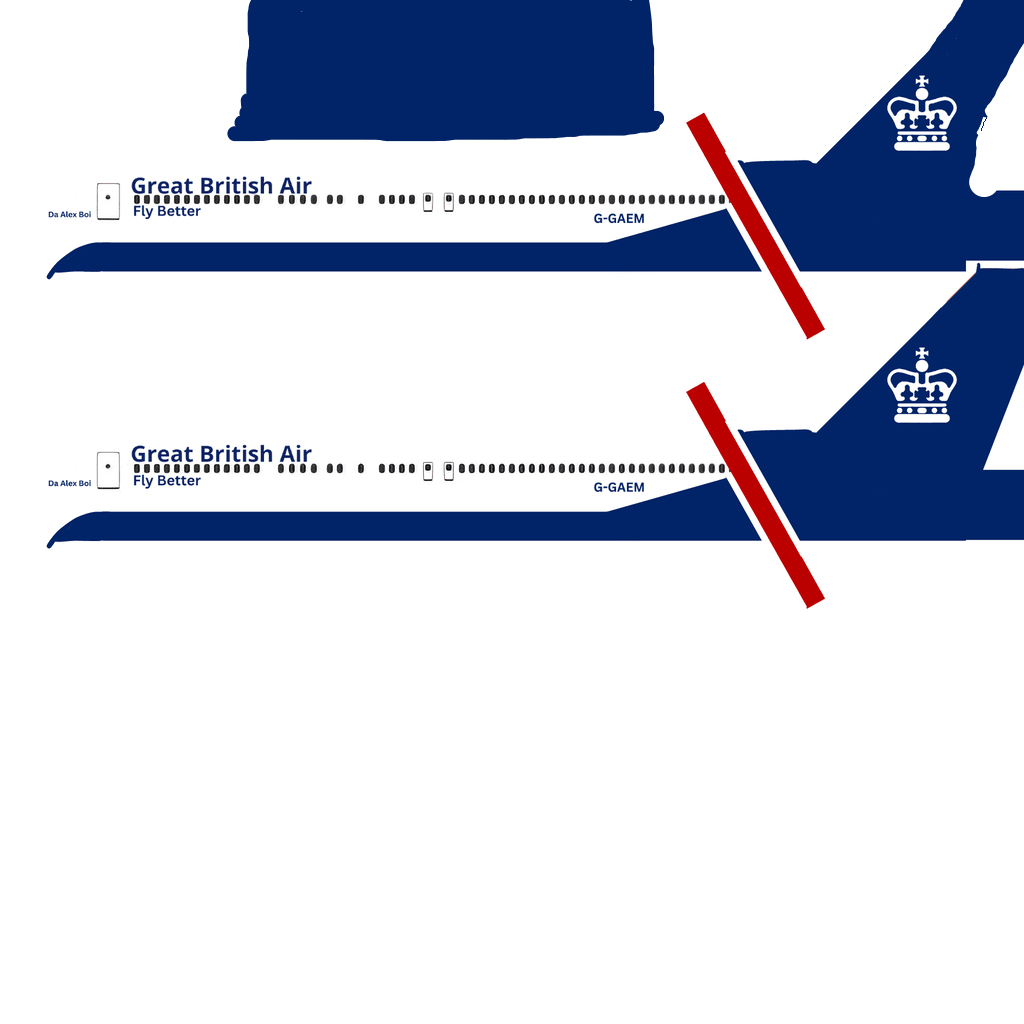 Great British Air
Fly Better
Da Alex Boi
G-GAEM
Great British Air
Fly Better
Da Alex Boi
G-GAEM